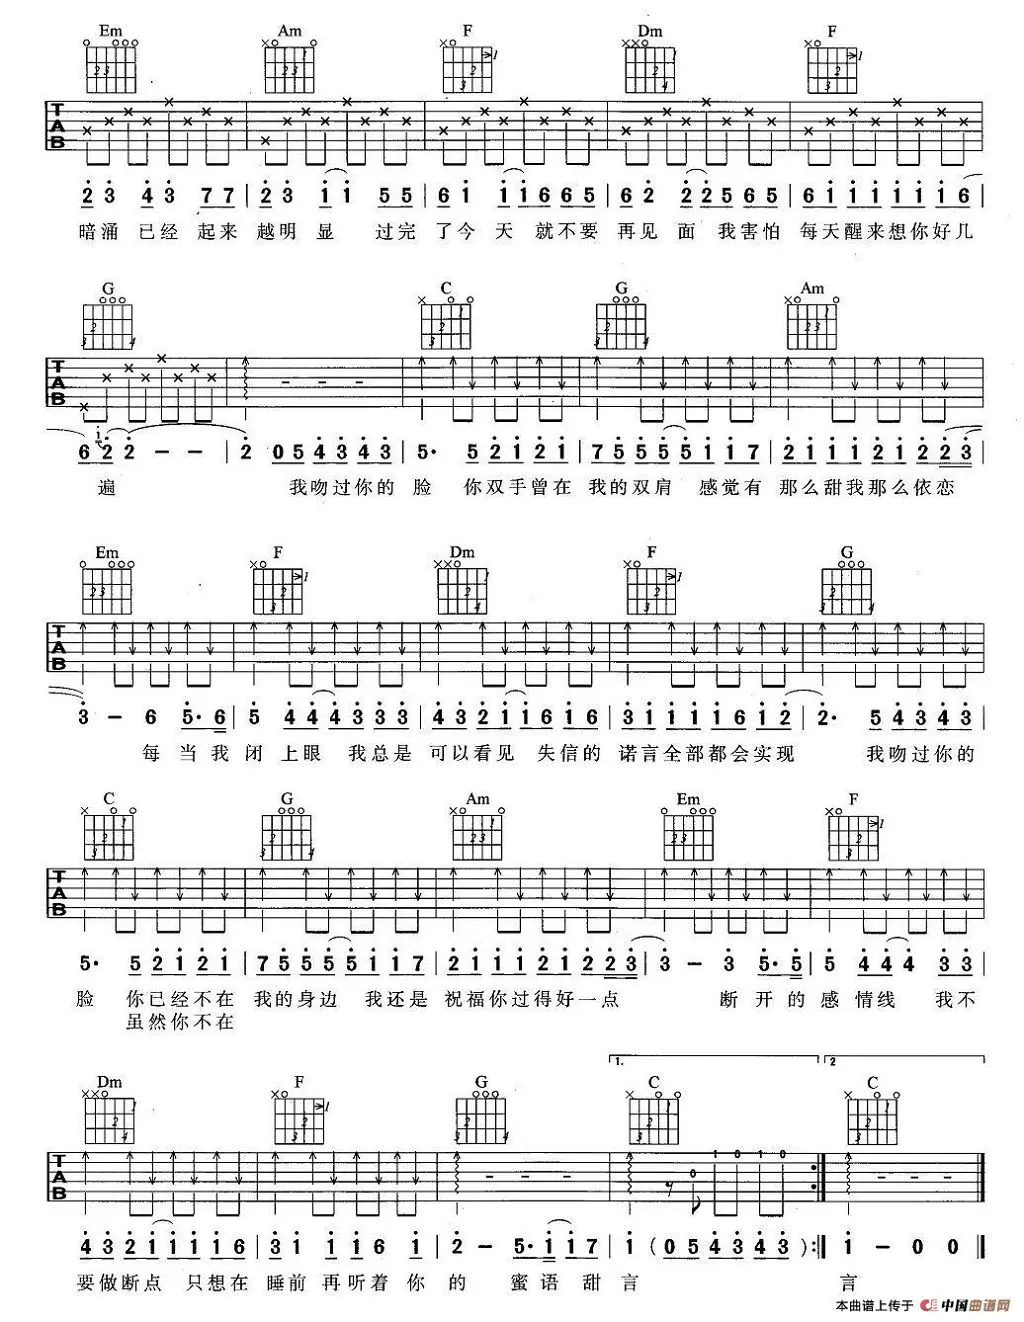 Em Am F Dm F
TAB
2 3 4 3 7 7 | 2 3 1 1 5 5 | 6 1 1 1 6 6 5 | 6 2 2 2 5 6 5 | 6 1 1 1 1 1 1 6
暗涌 已经 起来 越明 显 过完 了今 天 就不要 再见 面 我害怕 每天醒来想你好几
G C G Am
TAB
6 2 2 - - | 2 0 5 4 3 4 3 | 5· 5 2 1 2 1 | 7 5 5 5 5 1 1 7 | 2 1 1 1 2 1 2 2 3
遍 我吻过你的 脸 你双手曾在 我的双肩 感觉有 那么甜我那么依恋
Em F Dm F G
TAB
3 - 6 5· 6 | 5 4 4 4 3 3 3 | 4 3 2 1 1 6 1 6 | 3 1 1 1 1 6 1 2 | 2· 5 4 3 4 3
每 当我 闭 上眼 我总是 可以看见 失信的 诺言全部都会实现 我吻过你的
C G Am Em F
TAB
5· 5 2 1 2 1 | 7 5 5 5 5 1 1 7 | 2 1 1 1 2 1 2 2 3 | 3 - 3 5· 5 | 5 4 4 4 3 3
脸 你已经不在 我的身边 我还是 祝福你过得好一点 断 开的 感 情线 我不
虽然你不在
1. 2
Dm F G C C
TAB
0 1 0 1 0
4 3 2 1 1 1 1 6 | 3 1 1 1 6 1 | 2 - 5· 1 1 7 | 1 ( 0 5 4 3 4 3 ) :‖ 1 - 0 0 ‖
要做断点 只想在 睡前 再听着 你 的 蜜语 甜 言 言
本曲谱上传于 中国曲谱网